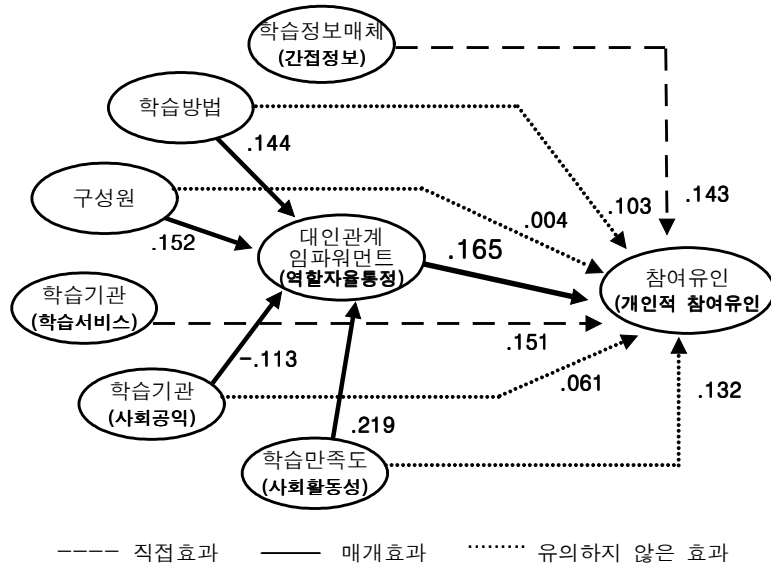 학습정보매체
(간접정보)
학습방법
.144
구성원
.152
.103
.143
.004
대인관계
임파워먼트
(역할자율통정)
.165
참여유인
(개인적 참여유인
학습기관
(학습서비스)
.151
-.113
학습기관
(사회공익)
.061
.132
.219
학습만족도
(사회활동성)
직접효과 매개효과 유의하지 않은 효과